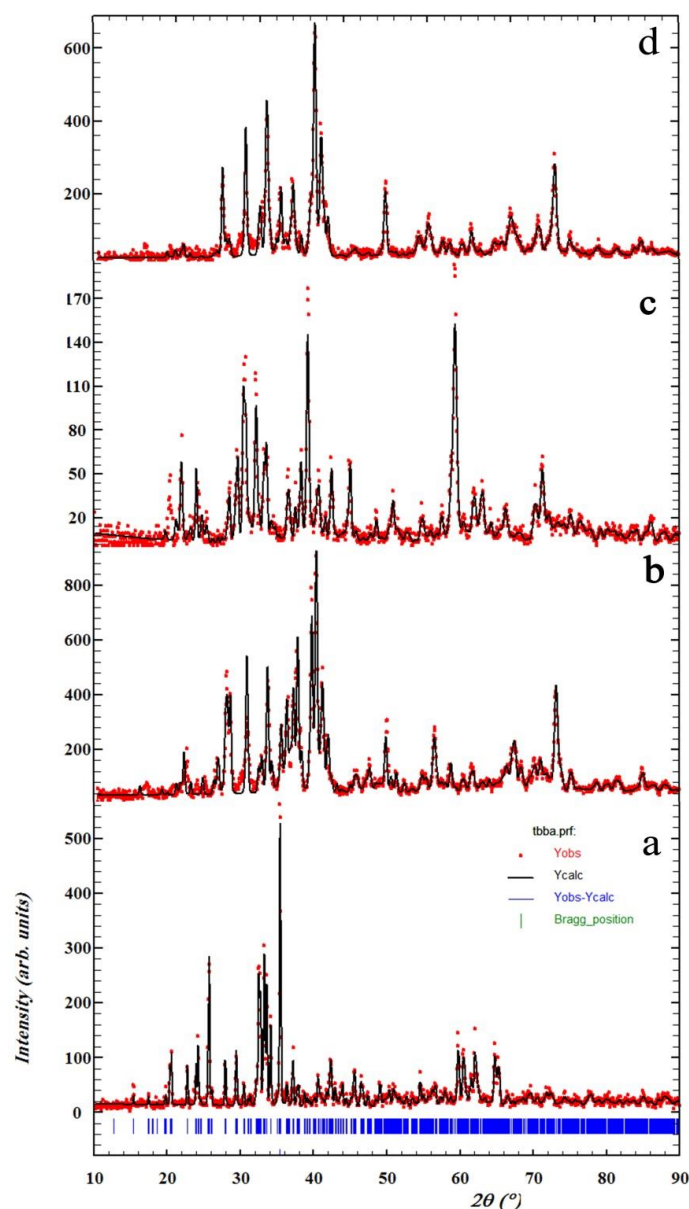 d
600
400
200
c
170
140
110
80
50
20
b
800
600
400
200
a
500
400
300
200
100
0
tbba.prf:
Yobs
Ycalc
Yobs-Ycalc
Bragg_position
Intensity (arb. units)
10 20 30 40 50 60 70 80 90
2θ (°)